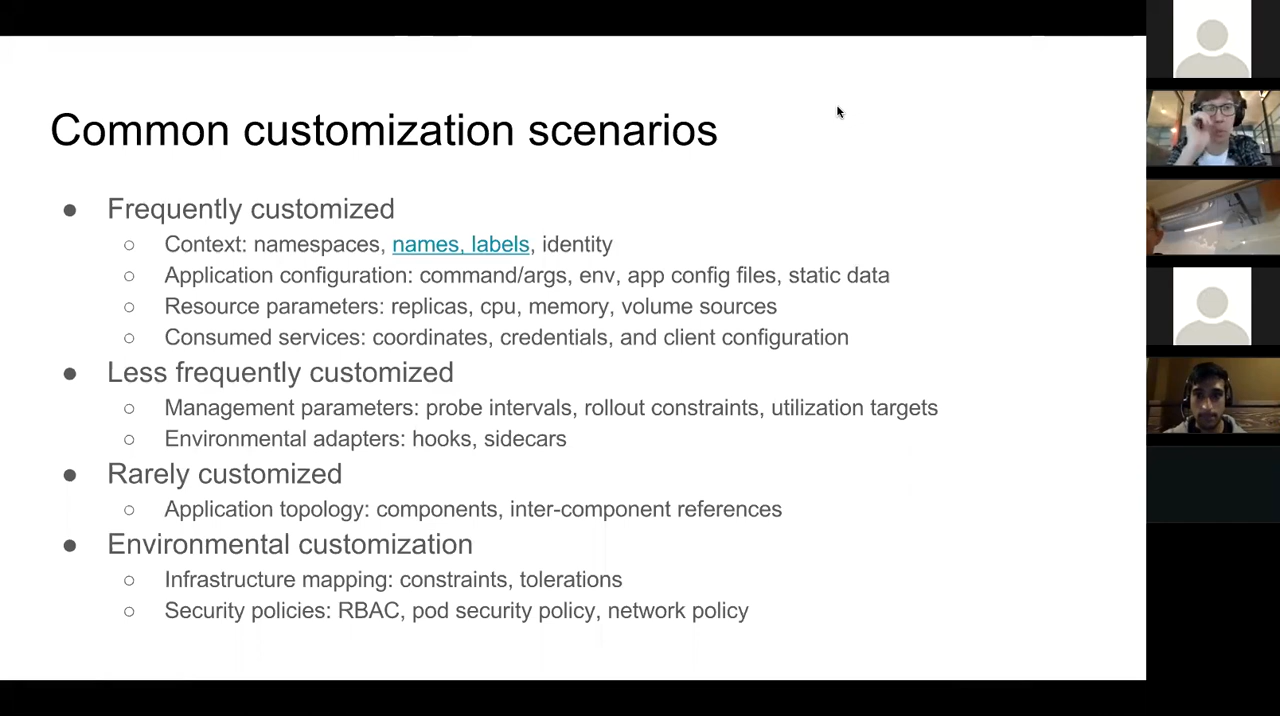 Common customization scenarios
● Frequently customized
○ Context: namespaces, names, labels, identity
○ Application configuration: command/args, env, app config files, static data
○ Resource parameters: replicas, cpu, memory, volume sources
○ Consumed services: coordinates, credentials, and client configuration
● Less frequently customized
○ Management parameters: probe intervals, rollout constraints, utilization targets
○ Environmental adapters: hooks, sidecars
● Rarely customized
○ Application topology: components, inter-component references
● Environmental customization
○ Infrastructure mapping: constraints, tolerations
○ Security policies: RBAC, pod security policy, network policy